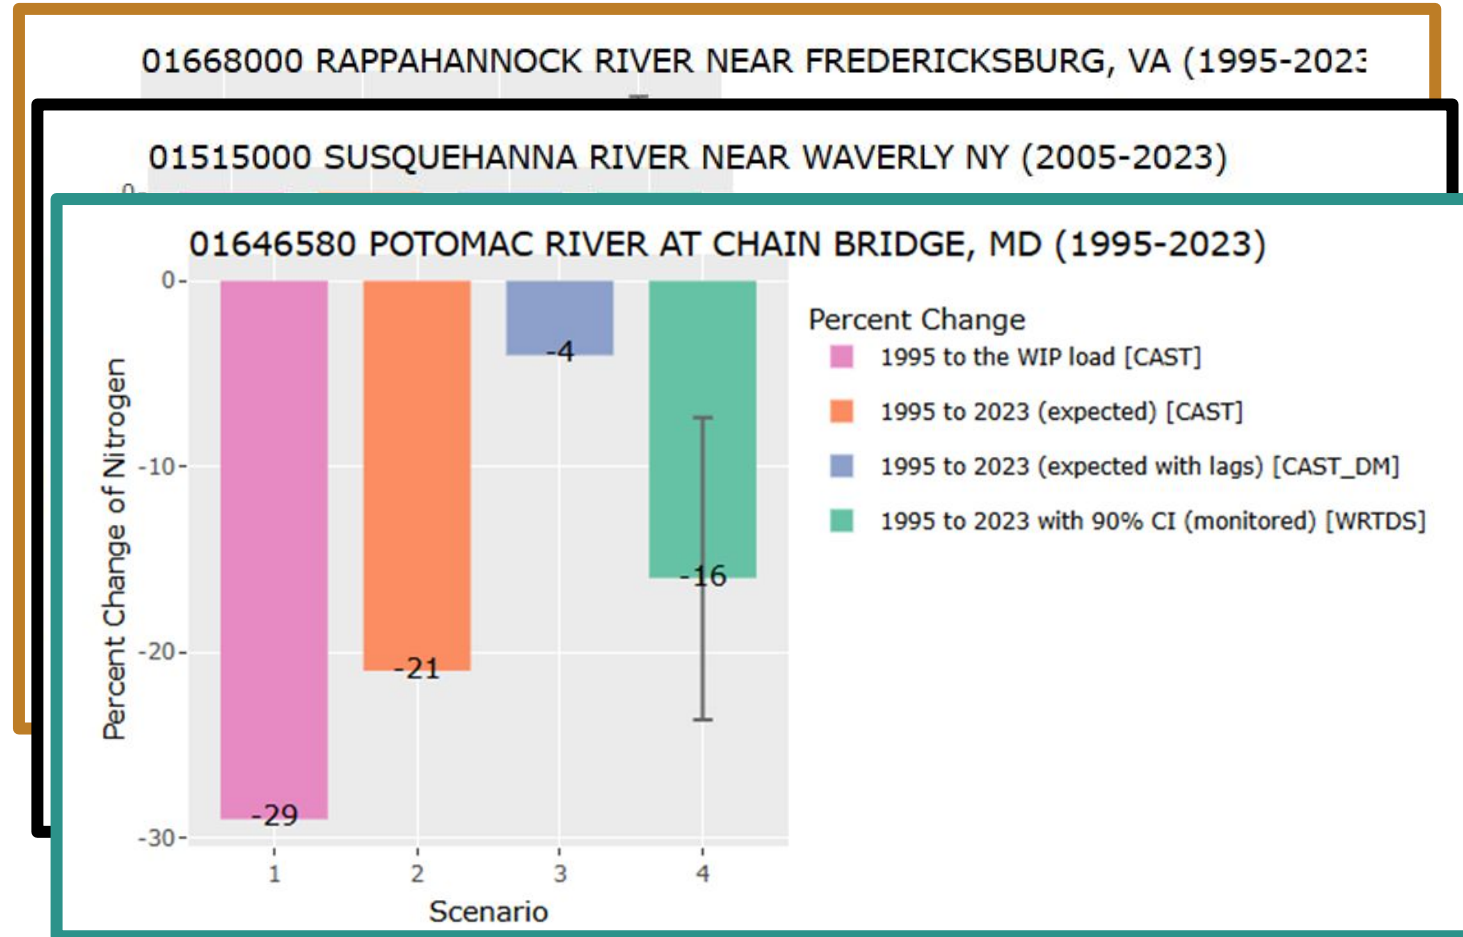 01668000 RAPPAHANNOCK RIVER NEAR FREDERICKSBURG, VA (1995-2023
01515000 SUSQUEHANNA RIVER NEAR WAVERLY NY (2005-2023)
0
01646580 POTOMAC RIVER AT CHAIN BRIDGE, MD (1995-2023)
Percent Change of Nitrogen
0
-10
-20
-30
-29
-21
-4
-16
1
2
3
4
Scenario
Percent Change
1995 to the WIP load [CAST]
1995 to 2023 (expected) [CAST]
1995 to 2023 (expected with lags) [CAST_DM]
1995 to 2023 with 90% CI (monitored) [WRTDS]